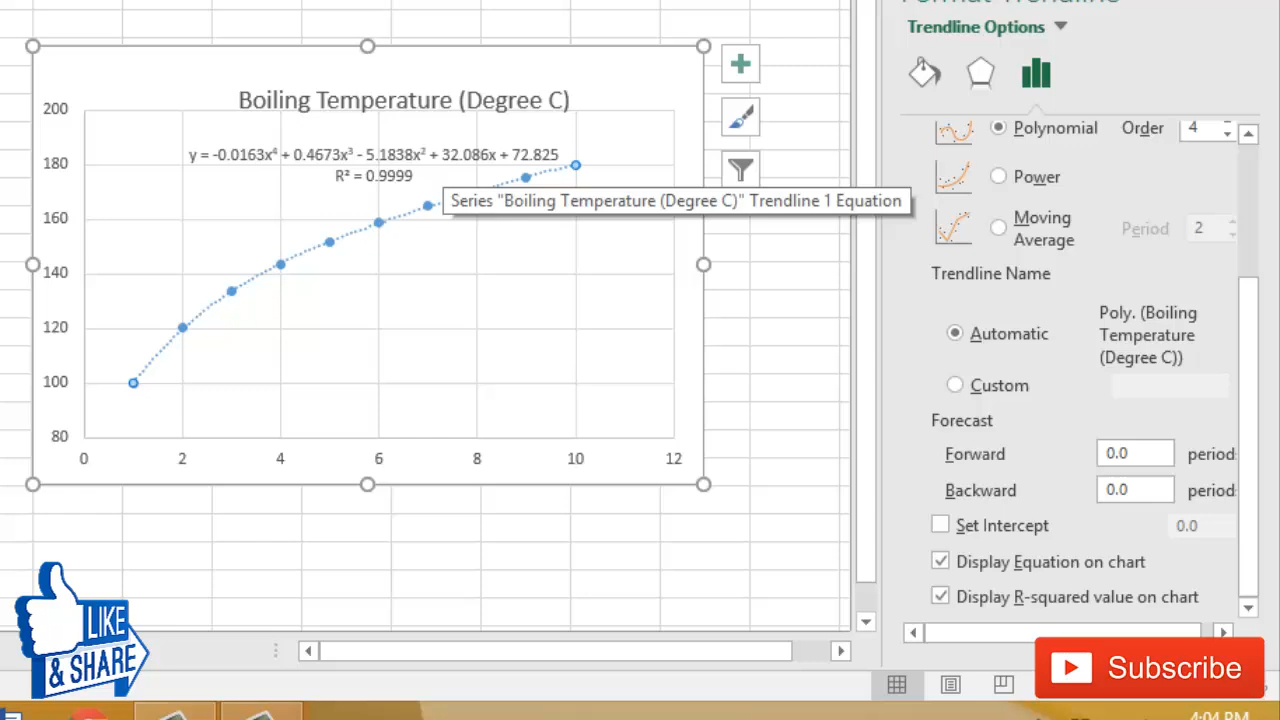 Format Trendline
Trendline Options
Boiling Temperature (Degree C)
y = -0.0163x⁴ + 0.4673x³ - 5.1838x² + 32.086x + 72.825
R² = 0.9999
Series "Boiling Temperature (Degree C)" Trendline 1 Equation
200
180
160
140
120
100
80
0 2 4 6 8 10 12
Polynomial Order 4
Power
Moving Average Period 2
Trendline Name
Automatic
Poly. (Boiling
Temperature
(Degree C))
Custom
Forecast
Forward 0.0 period
Backward 0.0 period
Set Intercept 0.0
Display Equation on chart
Display R-squared value on chart
LIKE
& SHARE
Subscribe
4:04 PM